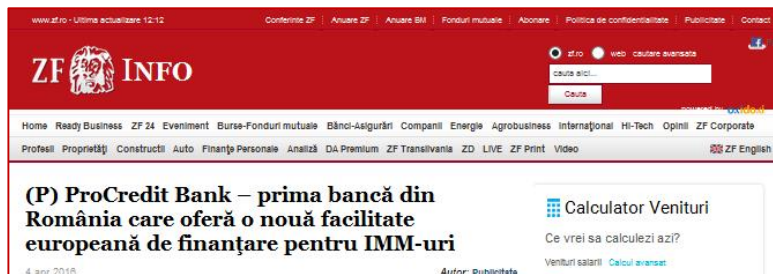 www.zf.ro - Ultima actualizare 12:12 Conferinte ZF Anuare ZF Anuare BM Fonduri mutuale Abonare Politica de confidentialitate Publicitate Contact
zf.ro web cautare avansata
ZF INFO
cauta aici...
Cauta
powered by
Home Ready Business ZF 24 Eveniment Burse-Fonduri mutuale Bănci-Asigurări Companii Energie Agrobusiness Internaţional Hi-Tech Opinii ZF Corporate
Profesii Proprietăţi Constructii Auto Finanţe Personale Analiză DA Premium ZF Transilvania ZD LIVE ZF Print Video ZF English
(P) ProCredit Bank – prima bancă din
România care oferă o nouă facilitate
europeană de finanţare pentru IMM-uri
4 apr 2016 Autor: Publicitate
Calculator Venituri
Ce vrei sa calculezi azi?
Venituri salarii Calcul avansat